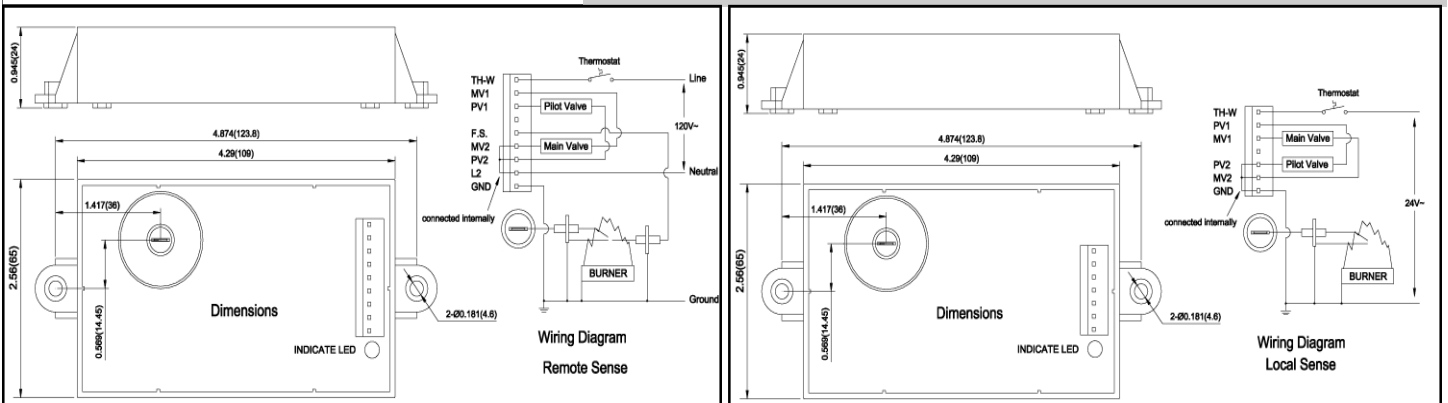 0.945(24)
4.874(123.8)
4.29(109)
1.417(36)
2.56(65)
0.569(14.45)
Dimensions
2-Ø0.181(4.6)
INDICATE LED
Thermostat
TH-W
Line
MV1
PV1
Pilot Valve
120V~
F.S.
MV2
Main Valve
PV2
L2
Neutral
GND
connected internally
BURNER
Ground
Wiring Diagram
Remote Sense
0.945(24)
4.874(123.8)
4.29(109)
1.417(36)
2.56(65)
0.569(14.45)
Dimensions
2-Ø0.181(4.6)
INDICATE LED
Thermostat
TH-W
PV1
MV1
Main Valve
PV2
Pilot Valve
MV2
GND
24V~
connected internally
BURNER
Wiring Diagram
Local Sense